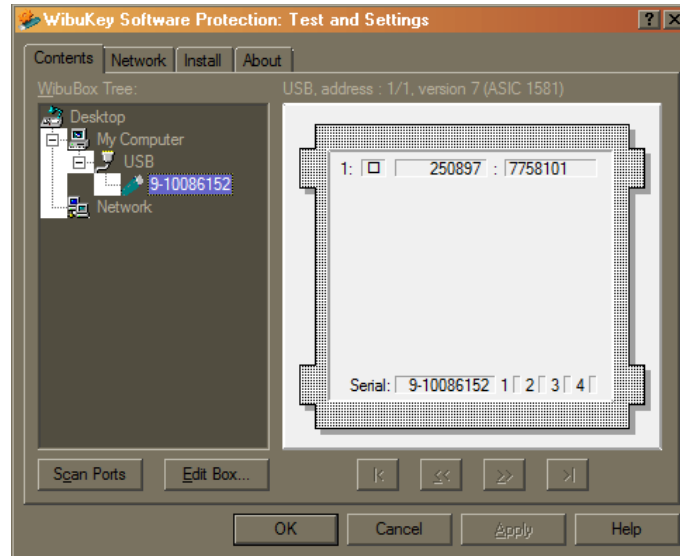 WibuKey Software Protection: Test and Settings
Contents Network Install About
WibuBox Tree:
USB, address : 1/1, version 7 (ASIC 1581)
Desktop
My Computer
USB
9-10086152
Network
1: 250897 : 7758101
Serial: 9-10086152 1 2 3 4
Scan Ports Edit Box... |< << >> >|
OK Cancel Apply Help